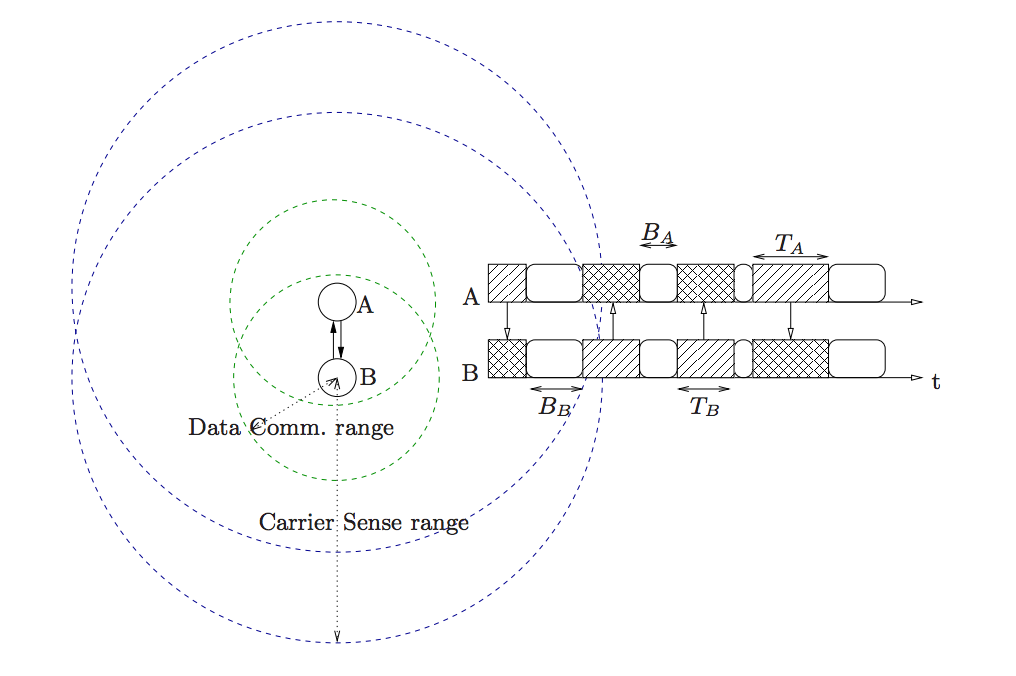 B_A
T_A
A
A
B
B
t
B_B
T_B
Data Comm. range
Carrier Sense range